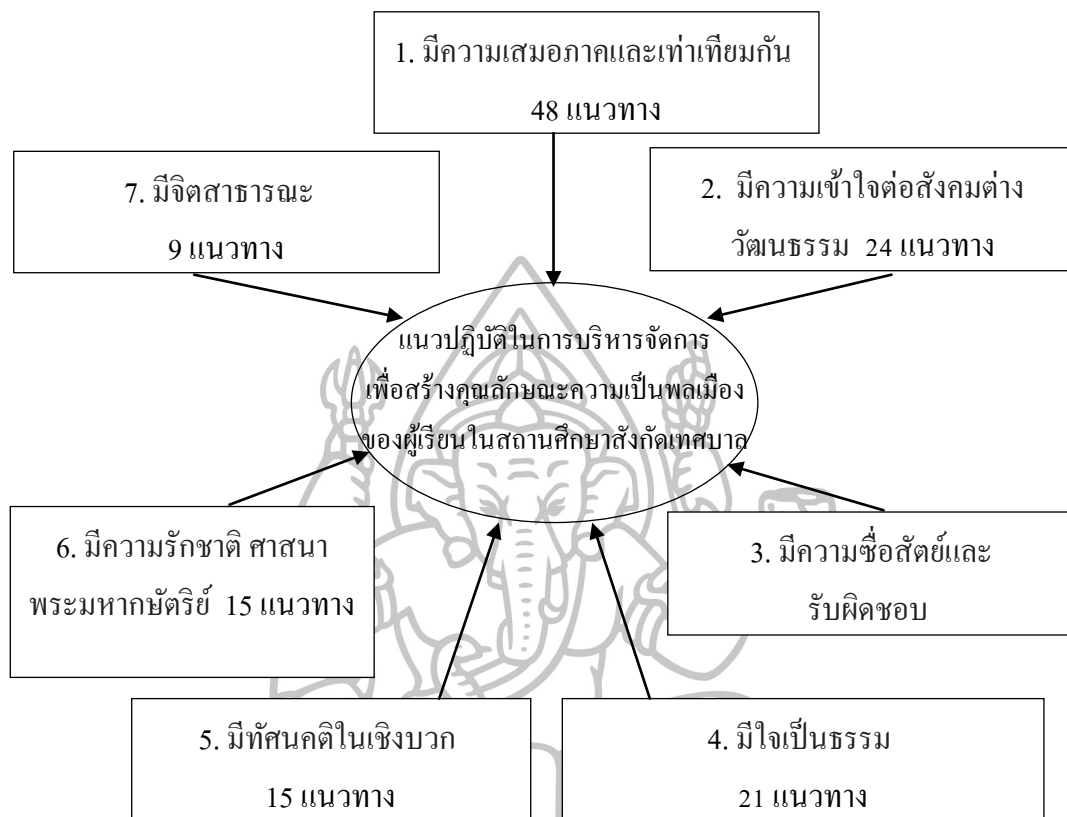 1. มีความเสมอภาคและเท่าเทียมกัน
48 แนวทาง
7. มีจิตสาธารณะ
9 แนวทาง
2. มีความเข้าใจต่อสังคมต่าง
วัฒนธรรม 24 แนวทาง
แนวปฏิบัติในการบริหารจัดการ
เพื่อสร้างคุณลักษณะความเป็นพลเมือง
ของผู้เรียนในสถานศึกษาสังกัดเทศบาล
6. มีความรักชาติ ศาสนา
พระมหากษัตริย์ 15 แนวทาง
3. มีความซื่อสัตย์และ
รับผิดชอบ
5. มีทัศนคติในเชิงบวก
15 แนวทาง
4. มีใจเป็นธรรม
21 แนวทาง